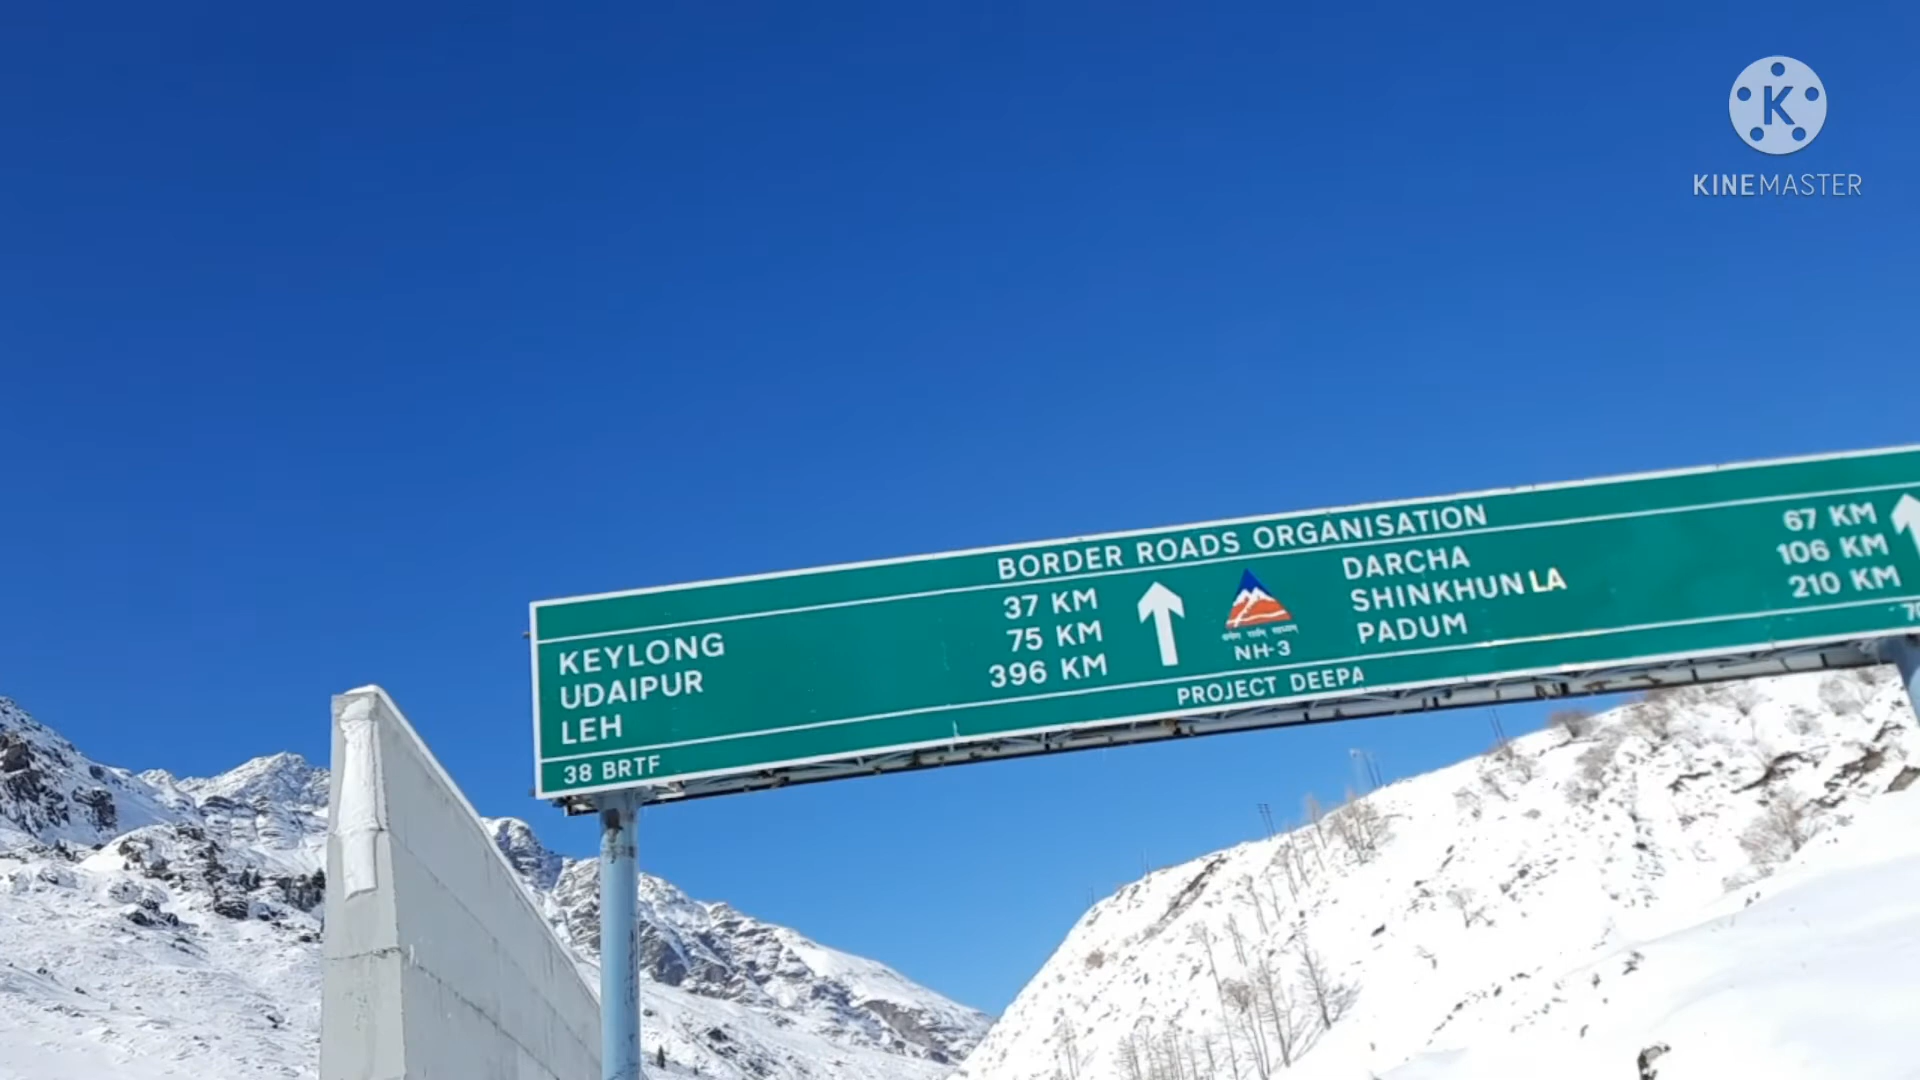 K
KINEMASTER
BORDER ROADS ORGANISATION
KEYLONG 37 KM
UDAIPUR 75 KM
LEH 396 KM
NH-3
DARCHA 67 KM
SHINKHUN LA 106 KM
PADUM 210 KM
38 BRTF
PROJECT DEEPA